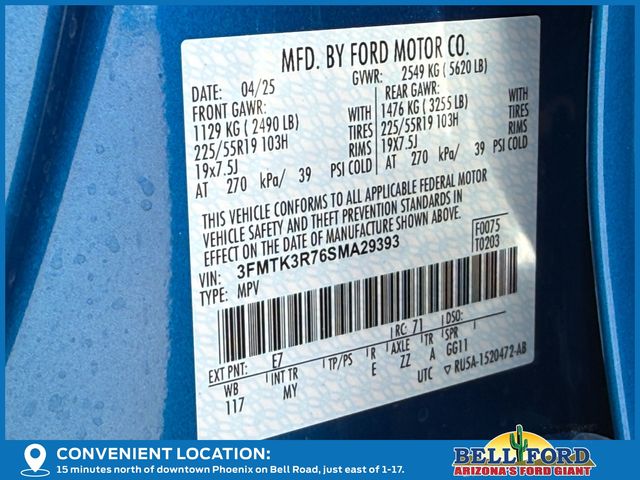 MFD. BY FORD MOTOR CO.
DATE: 04/25 GVWR: 2549 KG ( 5620 LB)
FRONT GAWR: REAR GAWR:
1129 KG ( 2490 LB) WITH 1476 KG ( 3255 LB) WITH
225/55R19 103H TIRES 225/55R19 103H TIRES
19x7.5J RIMS 19x7.5J RIMS
AT 270 kPa/ 39 PSI COLD AT 270 kPa/ 39 PSI COLD
THIS VEHICLE CONFORMS TO ALL APPLICABLE FEDERAL MOTOR
VEHICLE SAFETY AND THEFT PREVENTION STANDARDS IN
EFFECT ON THE DATE OF MANUFACTURE SHOWN ABOVE.
F0075
VIN: 3FMTK3R76SMA29393 T0203
TYPE: MPV
EXT PNT: E7 RC: 71 DSO:
WB INT TR TP/PS R AXLE TR SPR
117 MY E ZZ A GG11
UTC ▽RU5A-1520472-AB
CONVENIENT LOCATION:
15 minutes north of downtown Phoenix on Bell Road, just east of 1-17.
BELL FORD
ARIZONA'S FORD GIANT